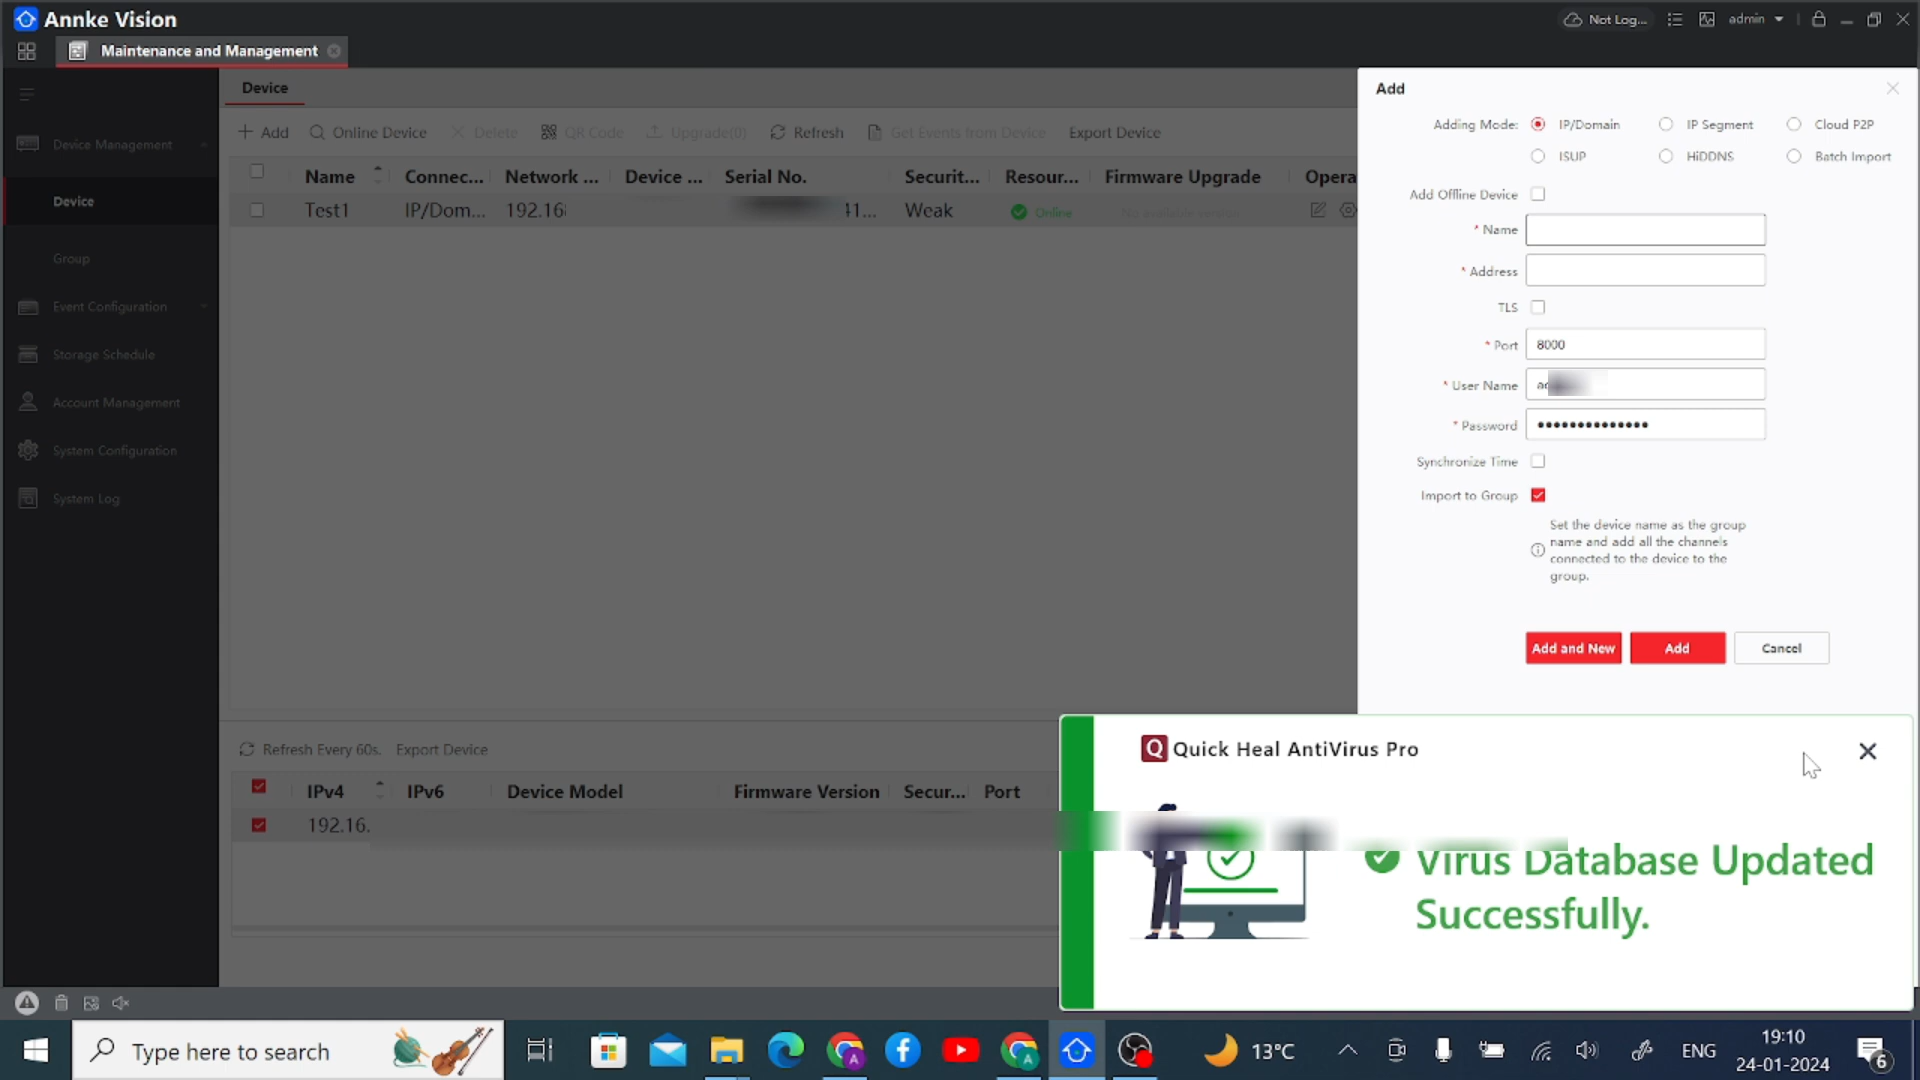 Annke Vision
Not Log...
admin
Maintenance and Management
Device
Add
Online Device
Delete
QR Code
Upgrade(0)
Refresh
Get Events from Device
Export Device
Name
Connec...
Network ...
Device ...
Serial No.
Securit...
Resour...
Firmware Upgrade
Opera
Test1
IP/Dom...
192.16
41...
Weak
Online
No available version
Device Management
Device
Group
Event Configuration
Storage Schedule
Account Management
System Configuration
System Log
Add
Adding Mode:
IP/Domain
IP Segment
Cloud P2P
ISUP
HiDDNS
Batch Import
Add Offline Device
* Name
* Address
TLS
* Port
8000
* User Name
* Password
••••••••••••••
Synchronize Time
Import to Group
Set the device name as the group
name and add all the channels
connected to the device to the
group.
Add and New
Add
Cancel
Refresh Every 60s.
Export Device
IPv4
IPv6
Device Model
Firmware Version
Secur...
Port
192.16.
Quick Heal AntiVirus Pro
Virus Database Updated
Successfully.
Type here to search
13°C
ENG
19:10
24-01-2024
6